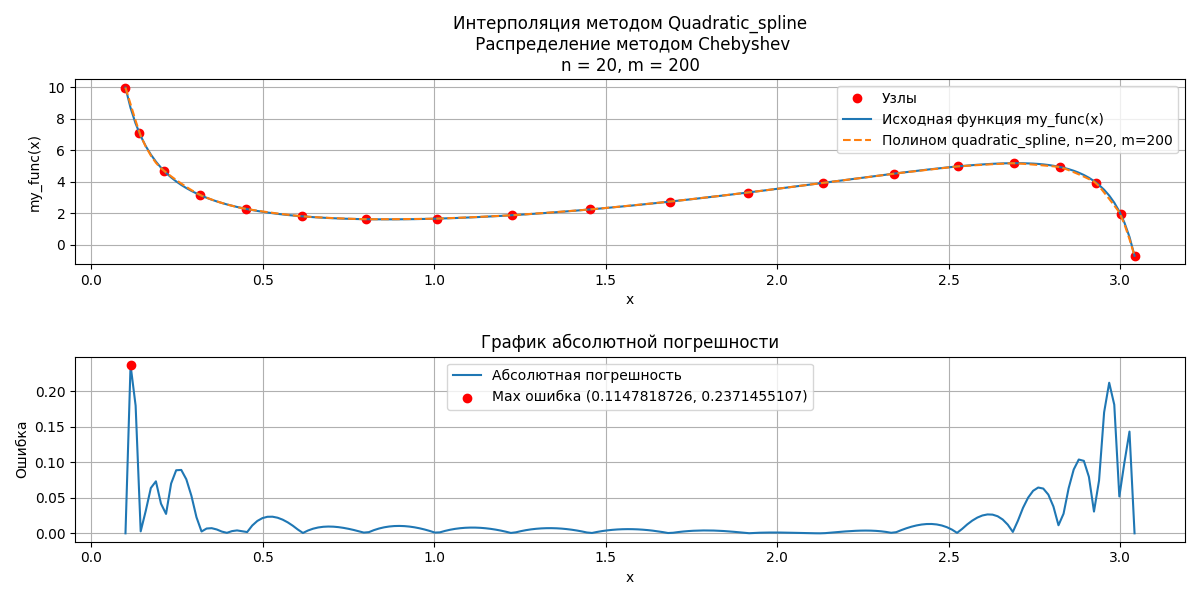 Интерполяция методом Quadratic_spline
Распределение методом Chebyshev
n = 20, m = 200
my_func(x)
10
8
6
4
2
0
Узлы
Исходная функция my_func(x)
Полином quadratic_spline, n=20, m=200
0.0 0.5 1.0 1.5 2.0 2.5 3.0
x
График абсолютной погрешности
Ошибка
0.20
0.15
0.10
0.05
0.00
Абсолютная погрешность
Max ошибка (0.1147818726, 0.2371455107)
0.0 0.5 1.0 1.5 2.0 2.5 3.0
x